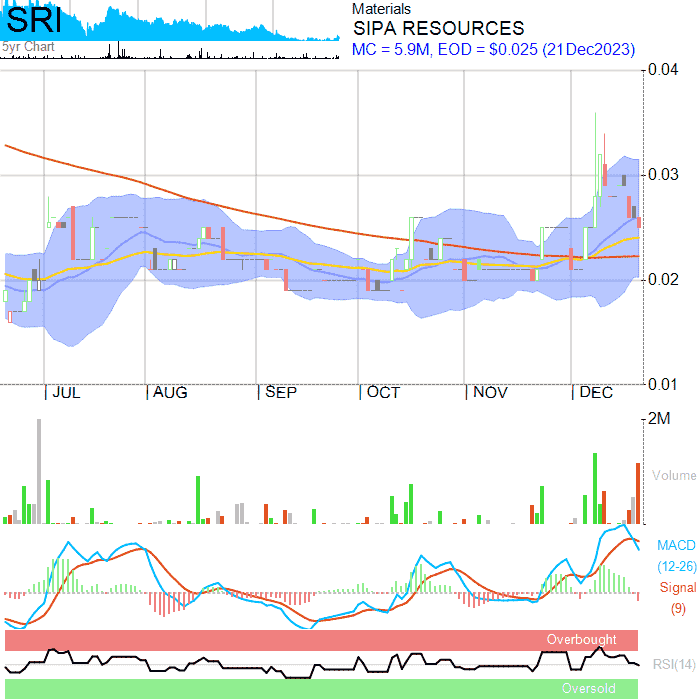 SRI
5yr Chart
Materials
SIPA RESOURCES
MC = 5.9M, EOD = $0.025 (21Dec2023)
0.04
0.03
0.02
0.01
JUL AUG SEP OCT NOV DEC
2M
Volume
MACD
(12-26)
Signal
(9)
Overbought
RSI(14)
Oversold